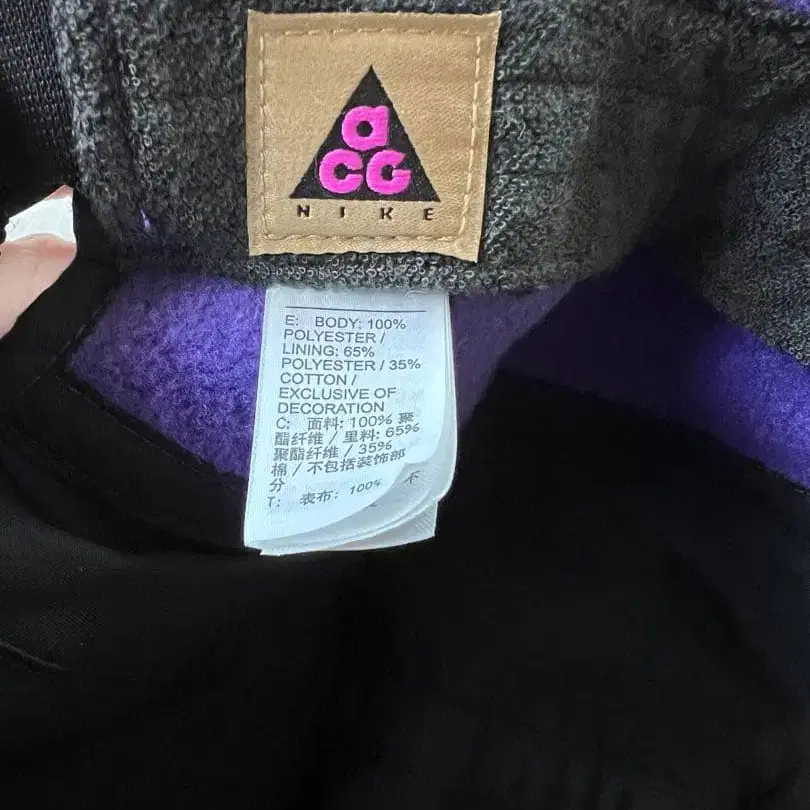 a
CG
NIKE
E: BODY: 100%
POLYESTER /
LINING: 65%
POLYESTER / 35%
COTTON /
EXCLUSIVE OF
DECORATION
C: 面料: 100% 聚
酯纤维 / 里料: 65%
聚酯纤维 / 35%
棉 / 不包括装饰部
分
T: 表布: 100% 不